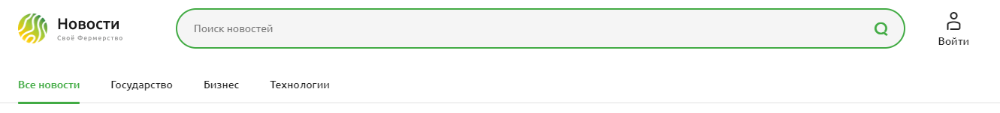 Новости
Своё Фермерство
Поиск новостей
Войти
Все новости Государство Бизнес Технологии